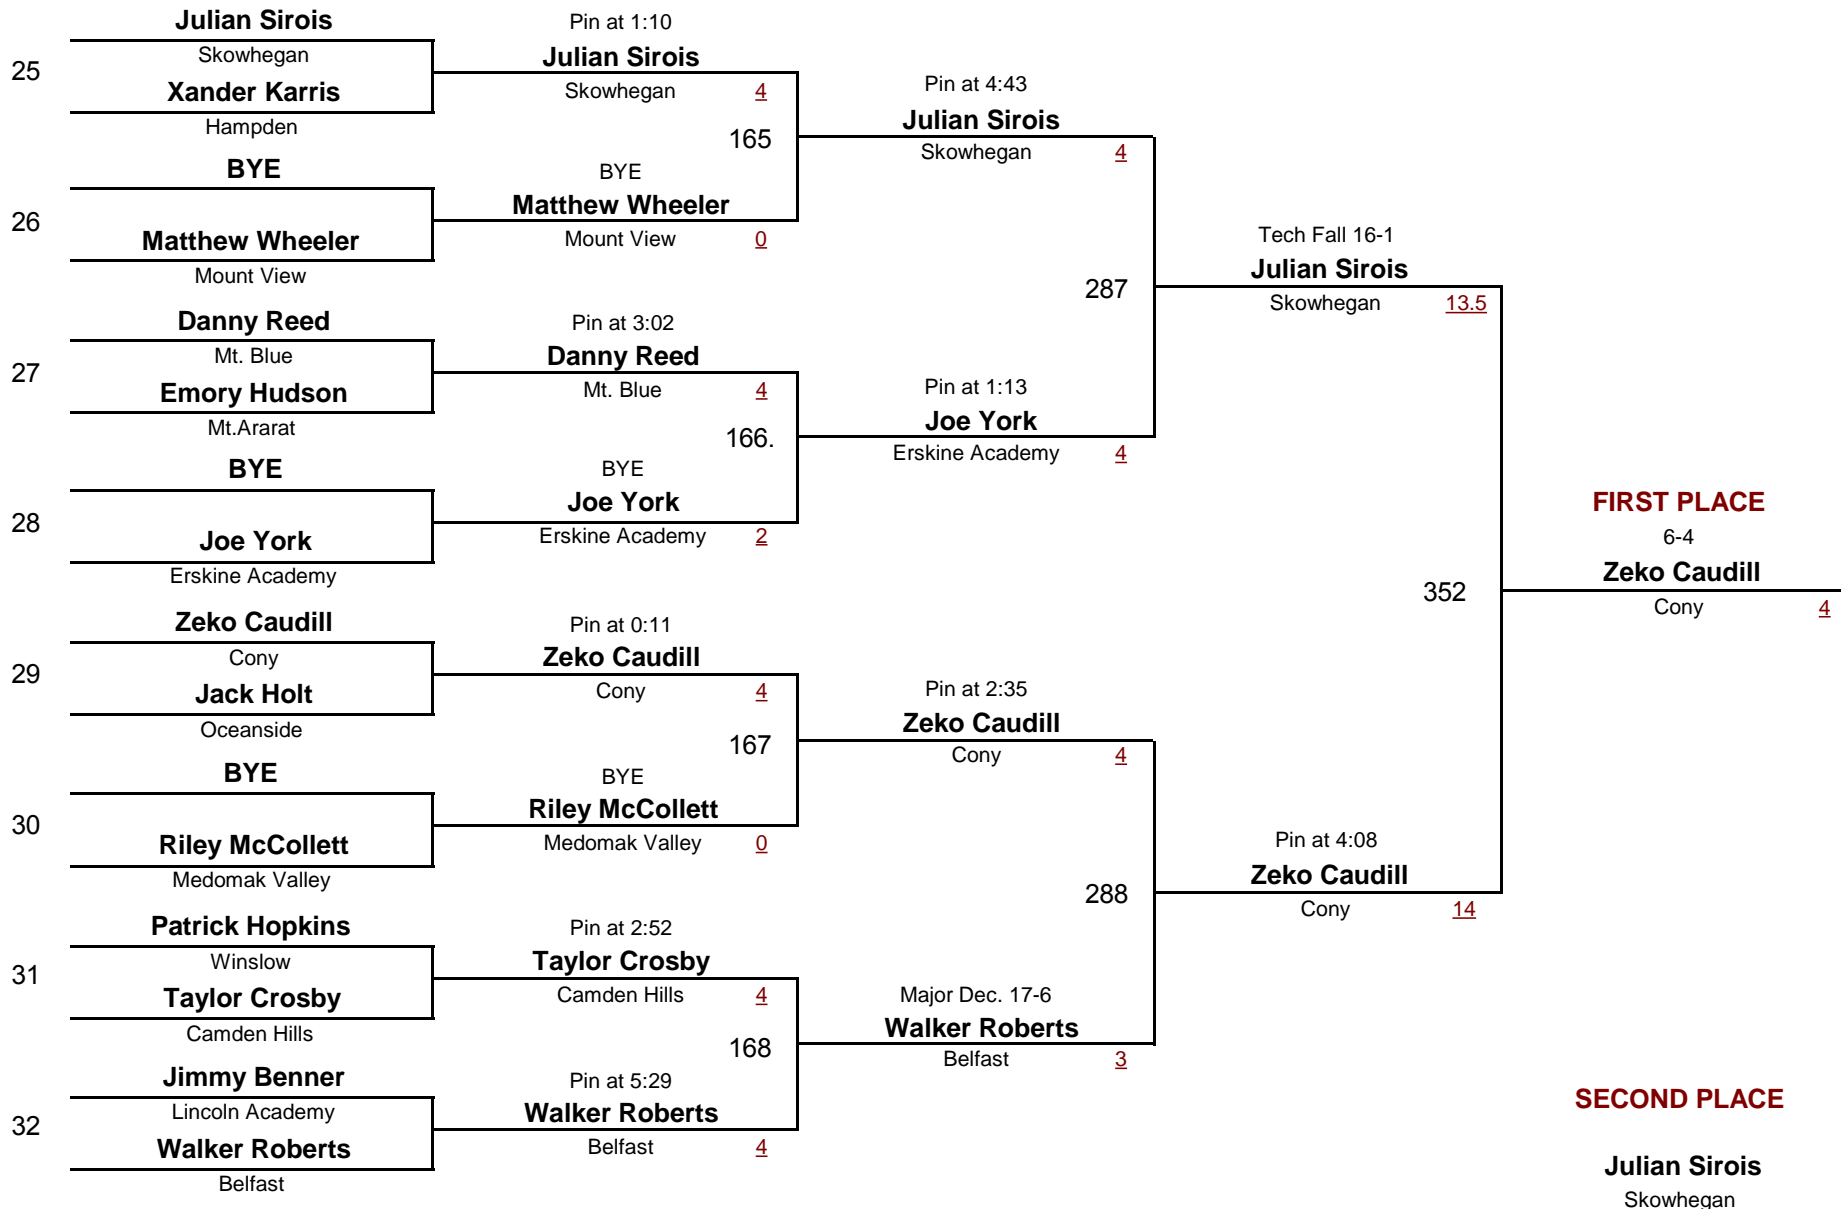 Julian Sirois
Skowhegan
25
Xander Karris
Hampden
BYE
26
Matthew Wheeler
Mount View
Danny Reed
Mt. Blue
27
Emory Hudson
Mt.Ararat
BYE
28
Joe York
Erskine Academy
Zeko Caudill
Cony
29
Jack Holt
Oceanside
BYE
30
Riley McCollett
Medomak Valley
Patrick Hopkins
Winslow
31
Taylor Crosby
Camden Hills
Jimmy Benner
Lincoln Academy
32
Walker Roberts
Belfast
Pin at 1:10
Julian Sirois
Skowhegan 4
165
BYE
Matthew Wheeler
Mount View 0
Pin at 3:02
Danny Reed
Mt. Blue 4
166.
BYE
Joe York
Erskine Academy 2
Pin at 0:11
Zeko Caudill
Cony 4
167
BYE
Riley McCollett
Medomak Valley 0
Pin at 2:52
Taylor Crosby
Camden Hills 4
168
Pin at 5:29
Walker Roberts
Belfast 4
Pin at 4:43
Julian Sirois
Skowhegan 4
287
Pin at 1:13
Joe York
Erskine Academy 4
Pin at 2:35
Zeko Caudill
Cony 4
288
Major Dec. 17-6
Walker Roberts
Belfast 3
Tech Fall 16-1
Julian Sirois
Skowhegan 13.5
352
Pin at 4:08
Zeko Caudill
Cony 14
FIRST PLACE
6-4
Zeko Caudill
Cony 4
SECOND PLACE
Julian Sirois
Skowhegan